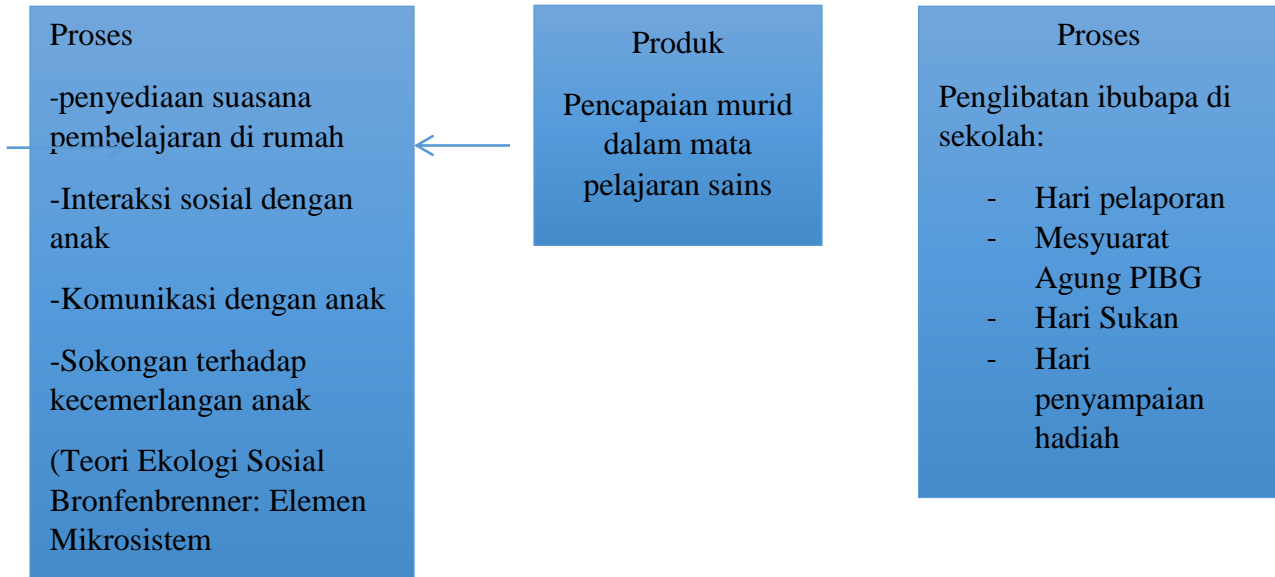 Proses
-penyediaan suasana
pembelajaran di rumah
-Interaksi sosial dengan
anak
-Komunikasi dengan anak
-Sokongan terhadap
kecemerlangan anak
(Teori Ekologi Sosial
Bronfenbrenner: Elemen
Mikrosistem
Produk
Pencapaian murid
dalam mata
pelajaran sains
Proses
Penglibatan ibubapa di
sekolah:
- Hari pelaporan
- Mesyuarat
Agung PIBG
- Hari Sukan
- Hari
penyampaian
hadiah